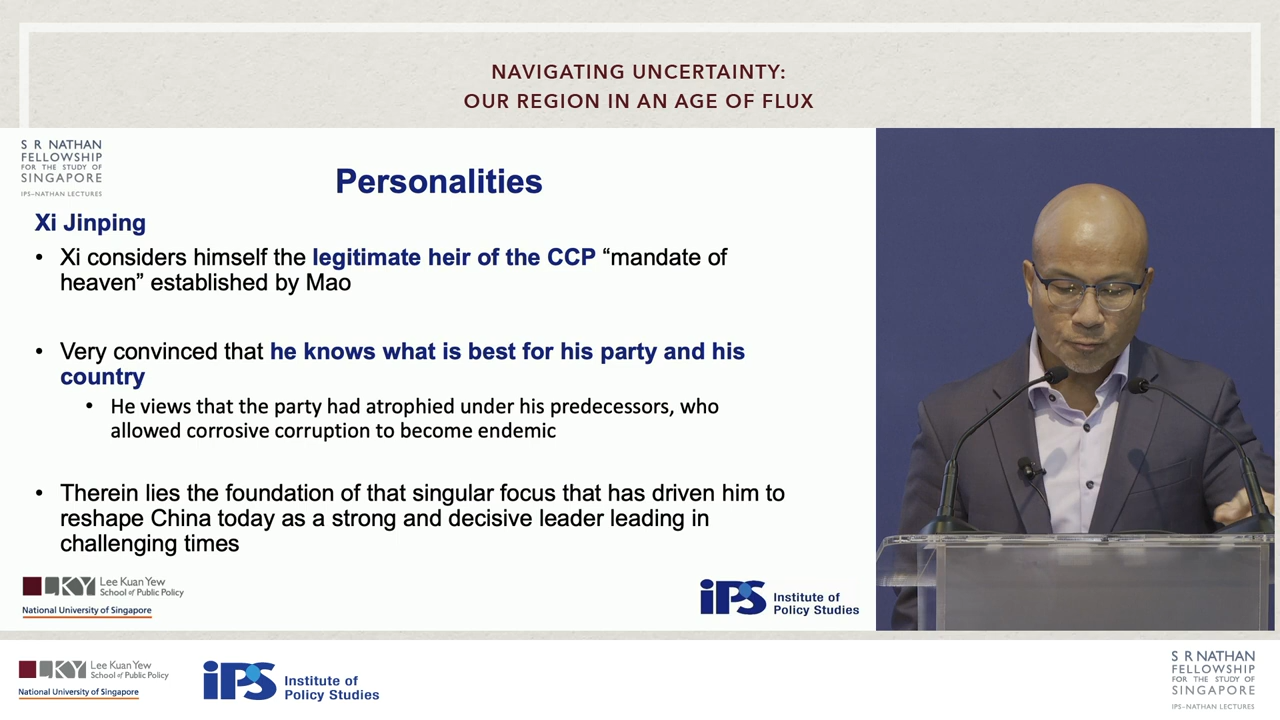 NAVIGATING UNCERTAINTY:
OUR REGION IN AN AGE OF FLUX
S R NATHAN
FELLOWSHIP
FOR THE STUDY OF
SINGAPORE
IPS–NATHAN LECTURES
Personalities
Xi Jinping
• Xi considers himself the legitimate heir of the CCP “mandate of
heaven” established by Mao
• Very convinced that he knows what is best for his party and his
country
• He views that the party had atrophied under his predecessors, who
allowed corrosive corruption to become endemic
• Therein lies the foundation of that singular focus that has driven him to
reshape China today as a strong and decisive leader leading in
challenging times
LKY Lee Kuan Yew
School of Public Policy
National University of Singapore
iPS Institute of
Policy Studies
LKY Lee Kuan Yew
School of Public Policy
National University of Singapore
iPS Institute of
Policy Studies
S R NATHAN
FELLOWSHIP
FOR THE STUDY OF
SINGAPORE
IPS–NATHAN LECTURES